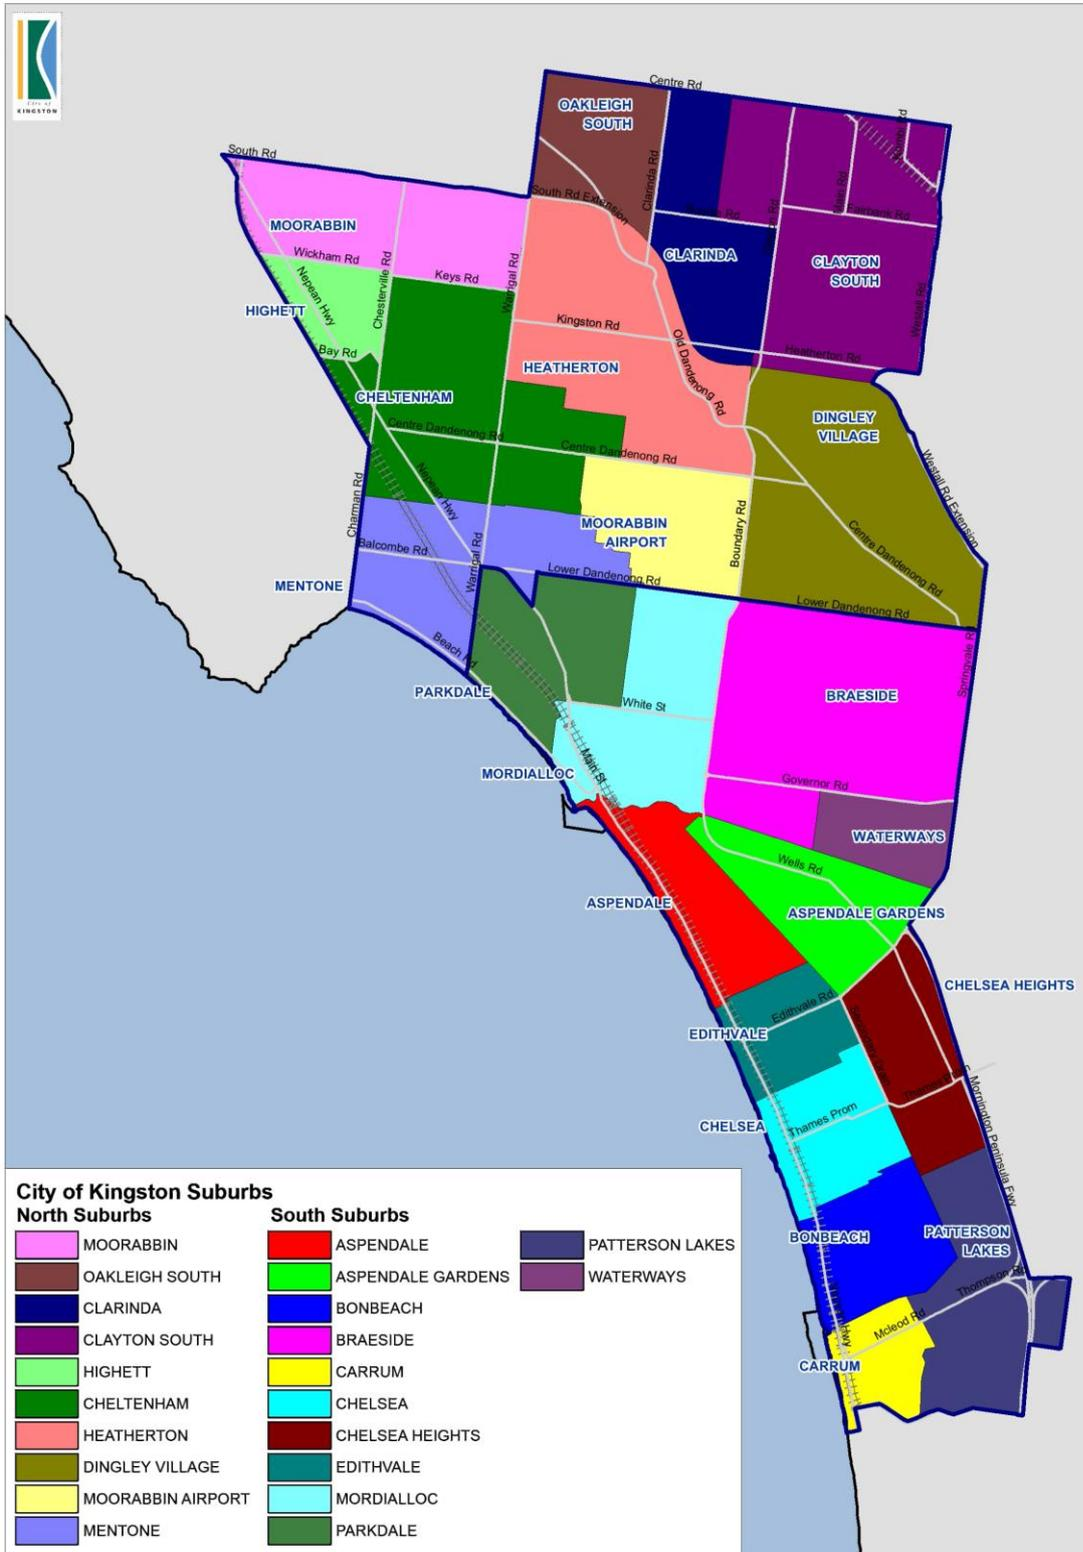 City of
KINGSTON
Centre Rd
OAKLEIGH
SOUTH
South Rd
Clarinda Rd
Main Rd
Fairbank Rd
South Rd Extension
MOORABBIN
CLARINDA
CLAYTON
SOUTH
Wickham Rd
Keys Rd
Warrigal Rd
Chesterville Rd
Nepean Hwy
HIGHETT
Westall Rd
Kingston Rd
Old Dandenong Rd
Heatherton Rd
Bay Rd
HEATHERTON
CHELTENHAM
DINGLEY
VILLAGE
Centre Dandenong Rd
Centre Dandenong Rd
Westall Rd Extension
Nepean Hwy
Charman Rd
MOORABBIN
AIRPORT
Boundary Rd
Centre Dandenong Rd
Balcombe Rd
Warrigal Rd
Lower Dandenong Rd
MENTONE
Lower Dandenong Rd
Springvale R
Beach Rd
PARKDALE
White St
BRAESIDE
MORDIALLOC
Main St
Governor Rd
WATERWAYS
Wells Rd
ASPENDALE
ASPENDALE GARDENS
CHELSEA HEIGHTS
Edithvale Rd
EDITHVALE
Thames Prom
CHELSEA
Thames Prom
Mornington Peninsula Fwy
BONBEACH
PATTERSON
LAKES
Thompson Rd
Mcleod Rd
Hwy
CARRUM
City of Kingston Suburbs
North Suburbs
MOORABBIN
OAKLEIGH SOUTH
CLARINDA
CLAYTON SOUTH
HIGHETT
CHELTENHAM
HEATHERTON
DINGLEY VILLAGE
MOORABBIN AIRPORT
MENTONE
South Suburbs
ASPENDALE
ASPENDALE GARDENS
BONBEACH
BRAESIDE
CARRUM
CHELSEA
CHELSEA HEIGHTS
EDITHVALE
MORDIALLOC
PARKDALE
PATTERSON LAKES
WATERWAYS